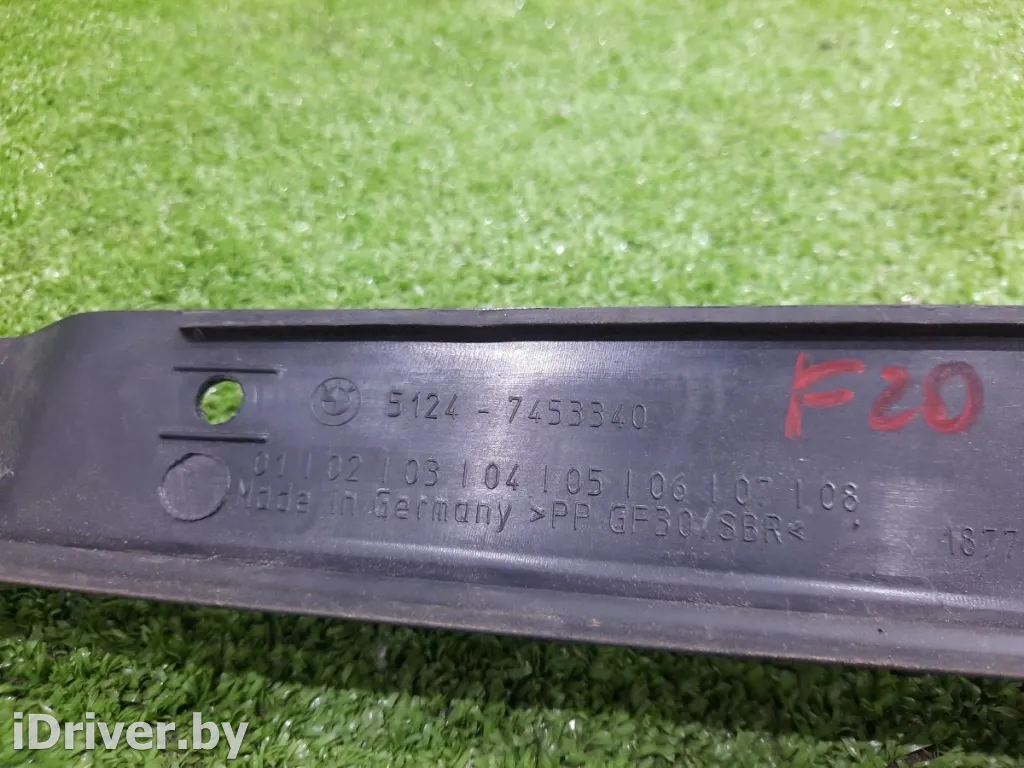 5124 - 7453340
F20
01 | 02 | 03 | 04 | 05 | 06 | 07 | 08
Made in Germany >PP GF30/SBR<
1877
iDriver.by